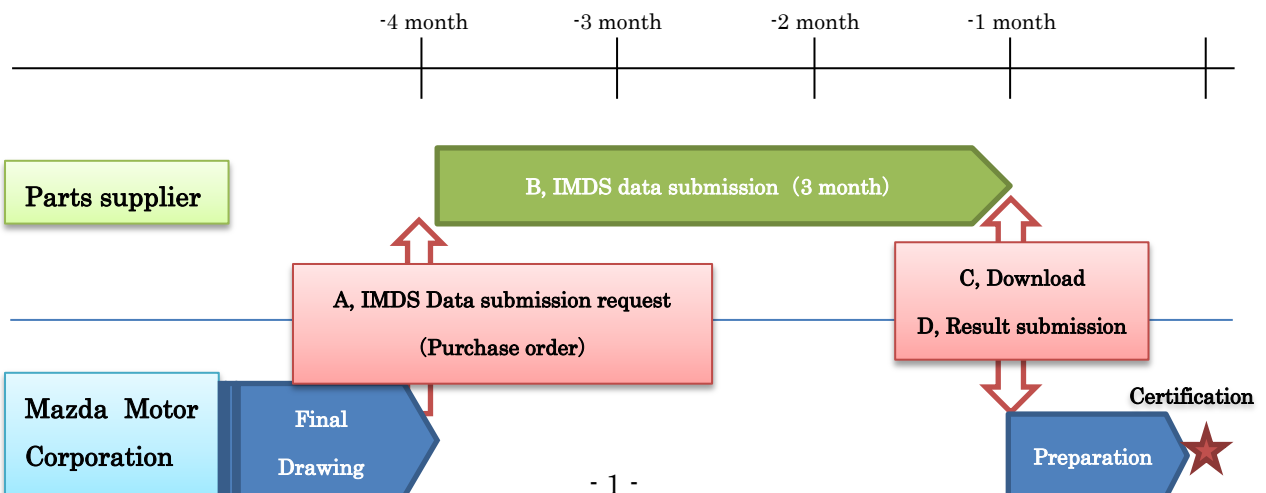 -4 month -3 month -2 month -1 month
Parts supplier
B, IMDS data submission（3 month）
A, IMDS Data submission request
(Purchase order)
C, Download
D, Result submission
Mazda Motor
Corporation
Final
Drawing
Certification
Preparation
- 1 -